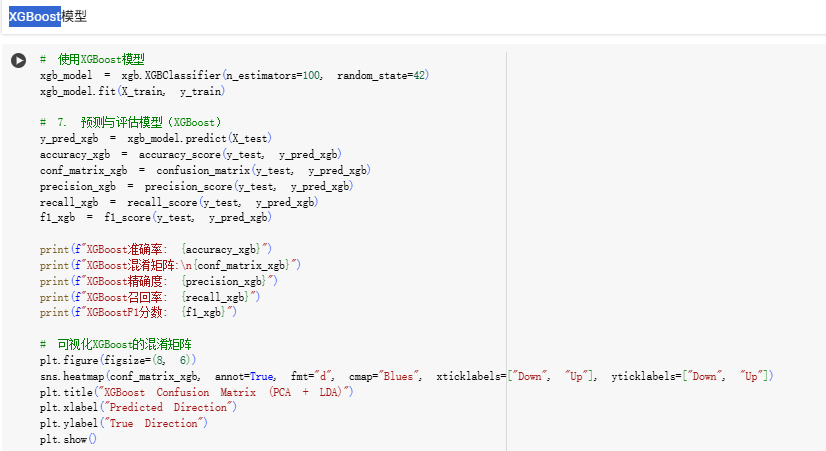 XGBoost模型
# 使用XGBoost模型
xgb_model = xgb.XGBClassifier(n_estimators=100, random_state=42)
xgb_model.fit(X_train, y_train)
# 7. 预测与评估模型（XGBoost）
y_pred_xgb = xgb_model.predict(X_test)
accuracy_xgb = accuracy_score(y_test, y_pred_xgb)
conf_matrix_xgb = confusion_matrix(y_test, y_pred_xgb)
precision_xgb = precision_score(y_test, y_pred_xgb)
recall_xgb = recall_score(y_test, y_pred_xgb)
f1_xgb = f1_score(y_test, y_pred_xgb)
print(f"XGBoost准确率: {accuracy_xgb}")
print(f"XGBoost混淆矩阵:\n{conf_matrix_xgb}")
print(f"XGBoost精确度: {precision_xgb}")
print(f"XGBoost召回率: {recall_xgb}")
print(f"XGBoostF1分数: {f1_xgb}")
# 可视化XGBoost的混淆矩阵
plt.figure(figsize=(8, 6))
sns.heatmap(conf_matrix_xgb, annot=True, fmt="d", cmap="Blues", xticklabels=["Down", "Up"], yticklabels=["Down", "Up"])
plt.title("XGBoost Confusion Matrix (PCA + LDA)")
plt.xlabel("Predicted Direction")
plt.ylabel("True Direction")
plt.show()